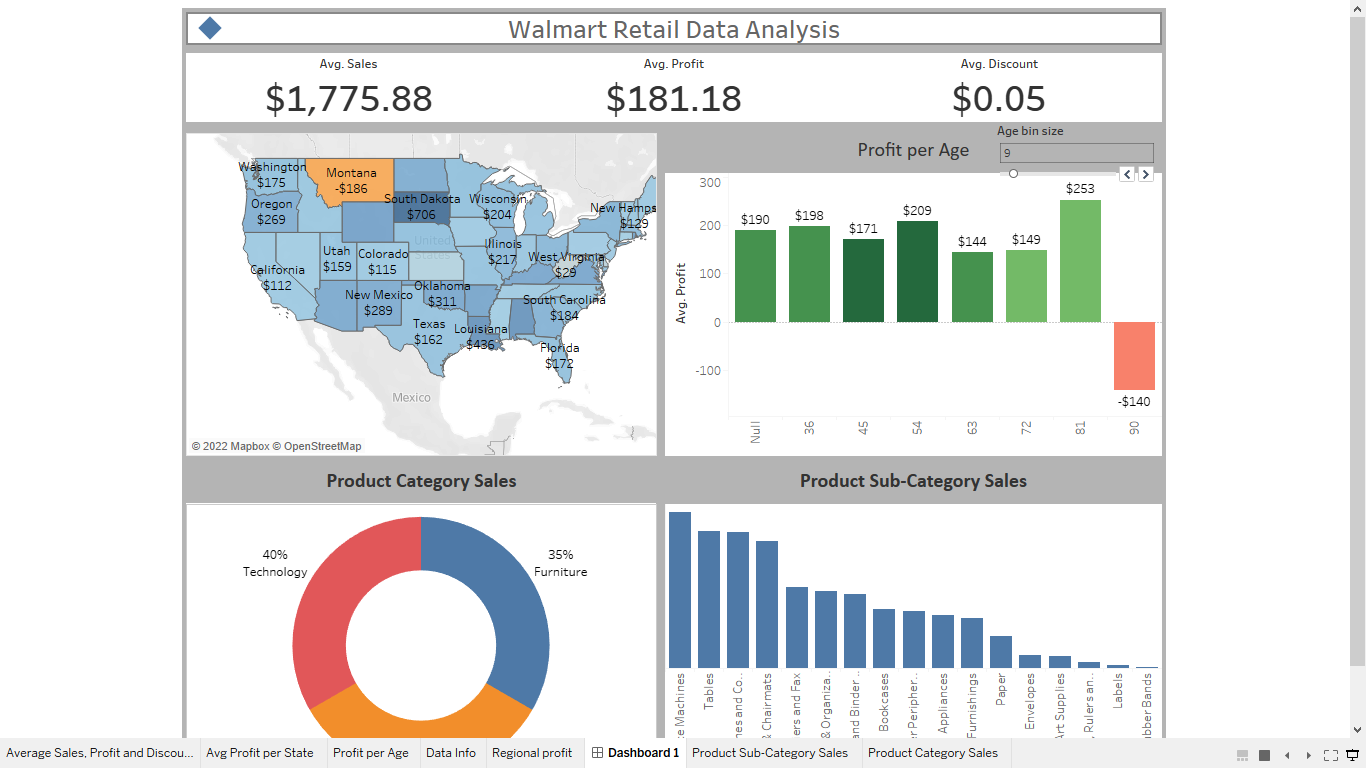 Walmart Retail Data Analysis
Avg. Sales
$1,775.88
Avg. Profit
$181.18
Avg. Discount
$0.05
Washington
$175
Montana
-$186
Oregon
$269
South Dakota
$706
Wisconsin
$204
New Hamps
$129
United
States
Utah
$159
Colorado
$115
Illinois
$217
West Virginia
$29
California
$112
New Mexico
$289
Oklahoma
$311
South Carolina
$184
Texas
$162
Louisiana
$436
Florida
$172
Mexico
© 2022 Mapbox © OpenStreetMap
Profit per Age
Age bin size
9
Avg. Profit
300
200
100
0
-100
$190
$198
$171
$209
$144
$149
$253
-$140
Null
36
45
54
63
72
81
90
Product Category Sales
40%
Technology
35%
Furniture
Product Sub-Category Sales
ce Machines
Tables
nes and Co..
& Chairmats
ers and Fax
& Organiza..
and Binder ..
Bookcases
r Peripher..
Appliances
Furnishings
Paper
Envelopes
Art Supplies
, Rulers an..
Labels
bber Bands
Average Sales, Profit and Discou...
Avg Profit per State
Profit per Age
Data Info
Regional profit
Dashboard 1
Product Sub-Category Sales
Product Category Sales